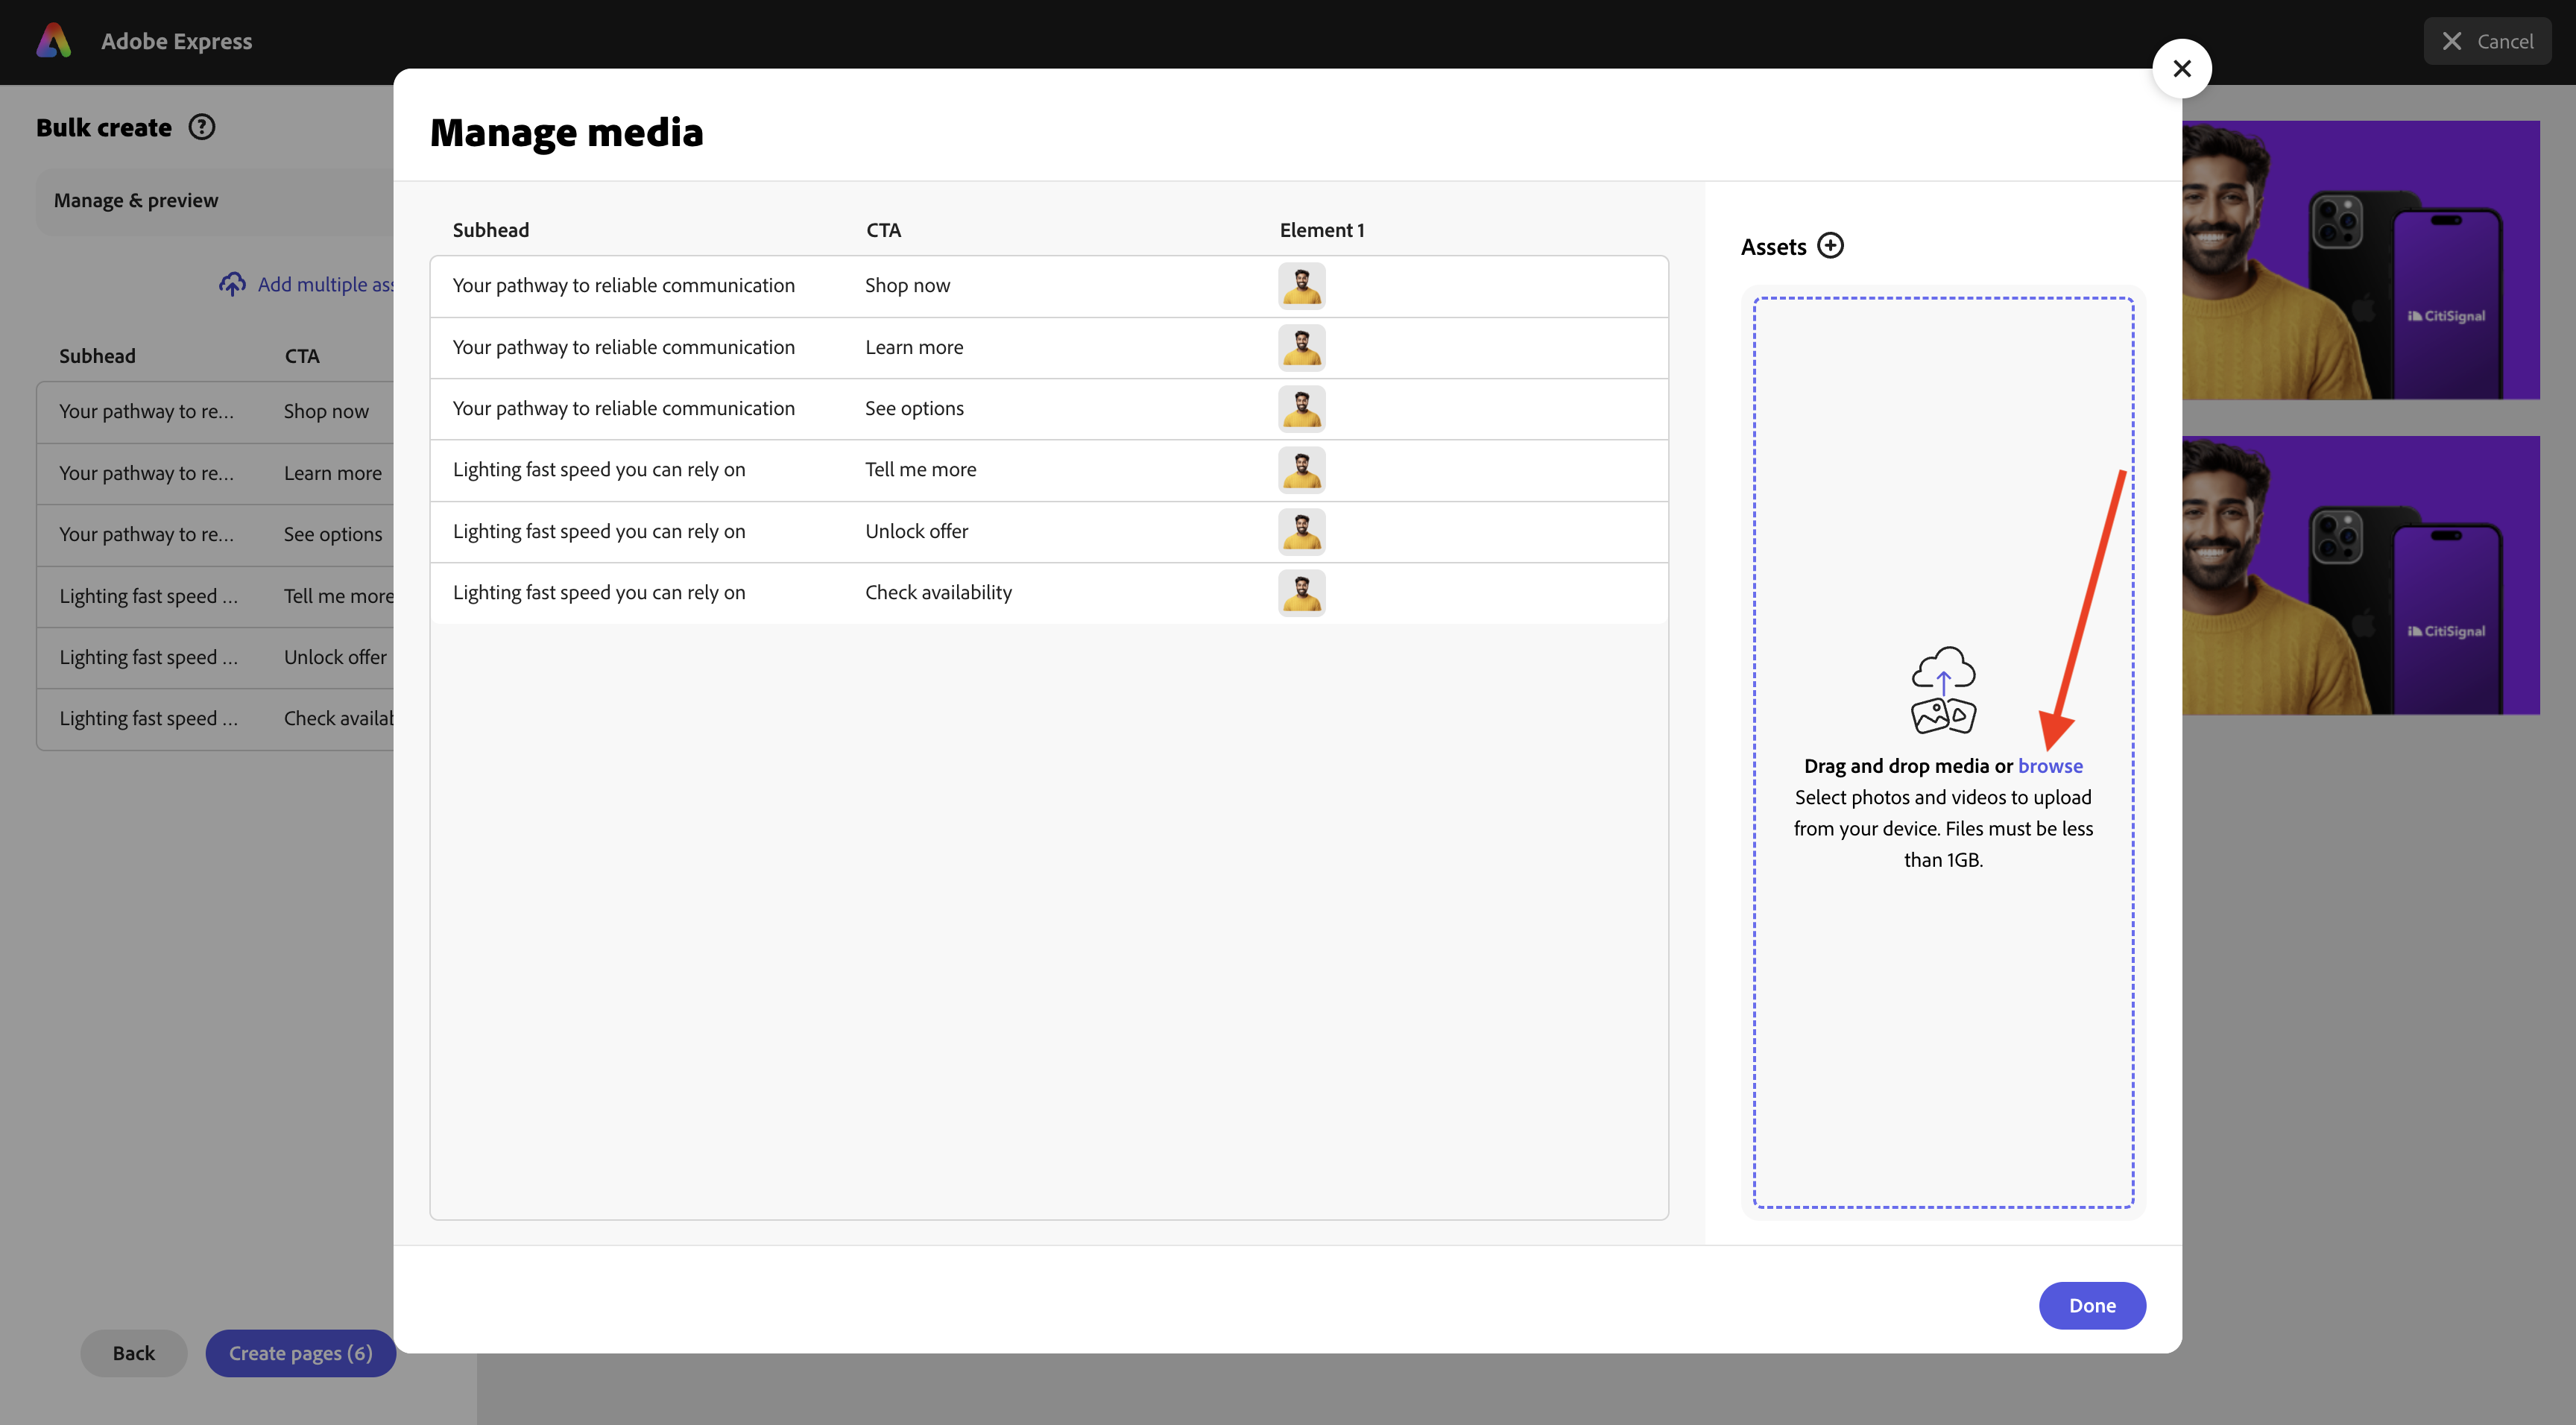 Adobe Express
Cancel
Bulk create
Manage & preview
Add multiple ass
Subhead CTA
Your pathway to re... Shop now
Your pathway to re... Learn more
Your pathway to re... See options
Lighting fast speed ... Tell me more
Lighting fast speed ... Unlock offer
Lighting fast speed ... Check availab
Back
Create pages (6)
Manage media
Subhead CTA Element 1
Your pathway to reliable communication Shop now
Your pathway to reliable communication Learn more
Your pathway to reliable communication See options
Lighting fast speed you can rely on Tell me more
Lighting fast speed you can rely on Unlock offer
Lighting fast speed you can rely on Check availability
Assets
Drag and drop media or browse
Select photos and videos to upload
from your device. Files must be less
than 1GB.
Done
CitiSignal
CitiSignal